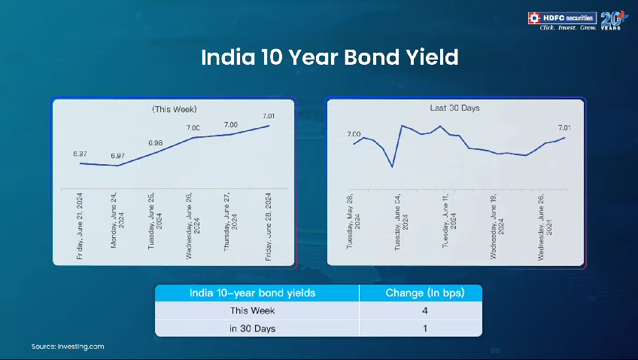 HDFC securities
Click. Invest. Grow.
20
YEARS
India 10 Year Bond Yield
(This Week)
6.97
6.97
6.98
7.00
7.00
7.01
Friday, June 21, 2024
Monday, June 24, 2024
Tuesday, June 25, 2024
Wednesday, June 26, 2024
Thursday, June 27, 2024
Friday, June 28, 2024
Last 30 Days
7.00
7.01
Tuesday, May 28, 2024
Tuesday, June 04, 2024
Tuesday, June 11, 2024
Wednesday, June 19, 2024
Wednesday, June 26, 2024
India 10-year bond yields Change (In bps)
This Week 4
in 30 Days 1
Source: Investing.com